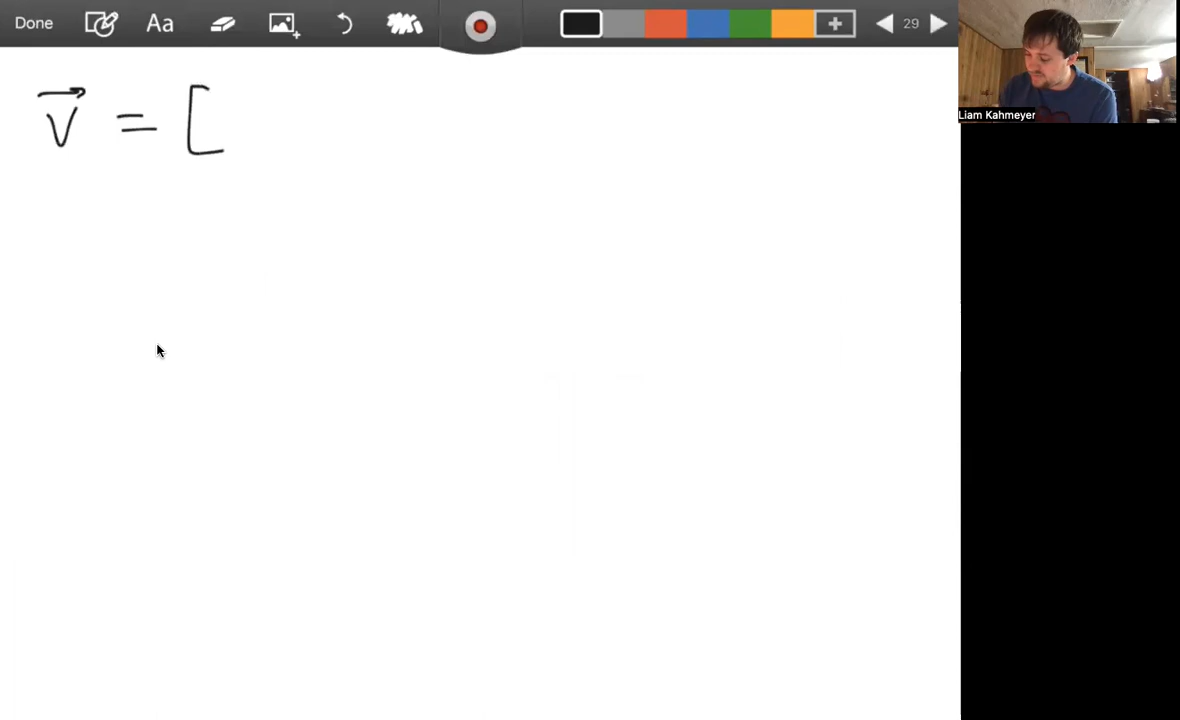 Done Aa 29
Liam Kahmeyer
v⃗ = [